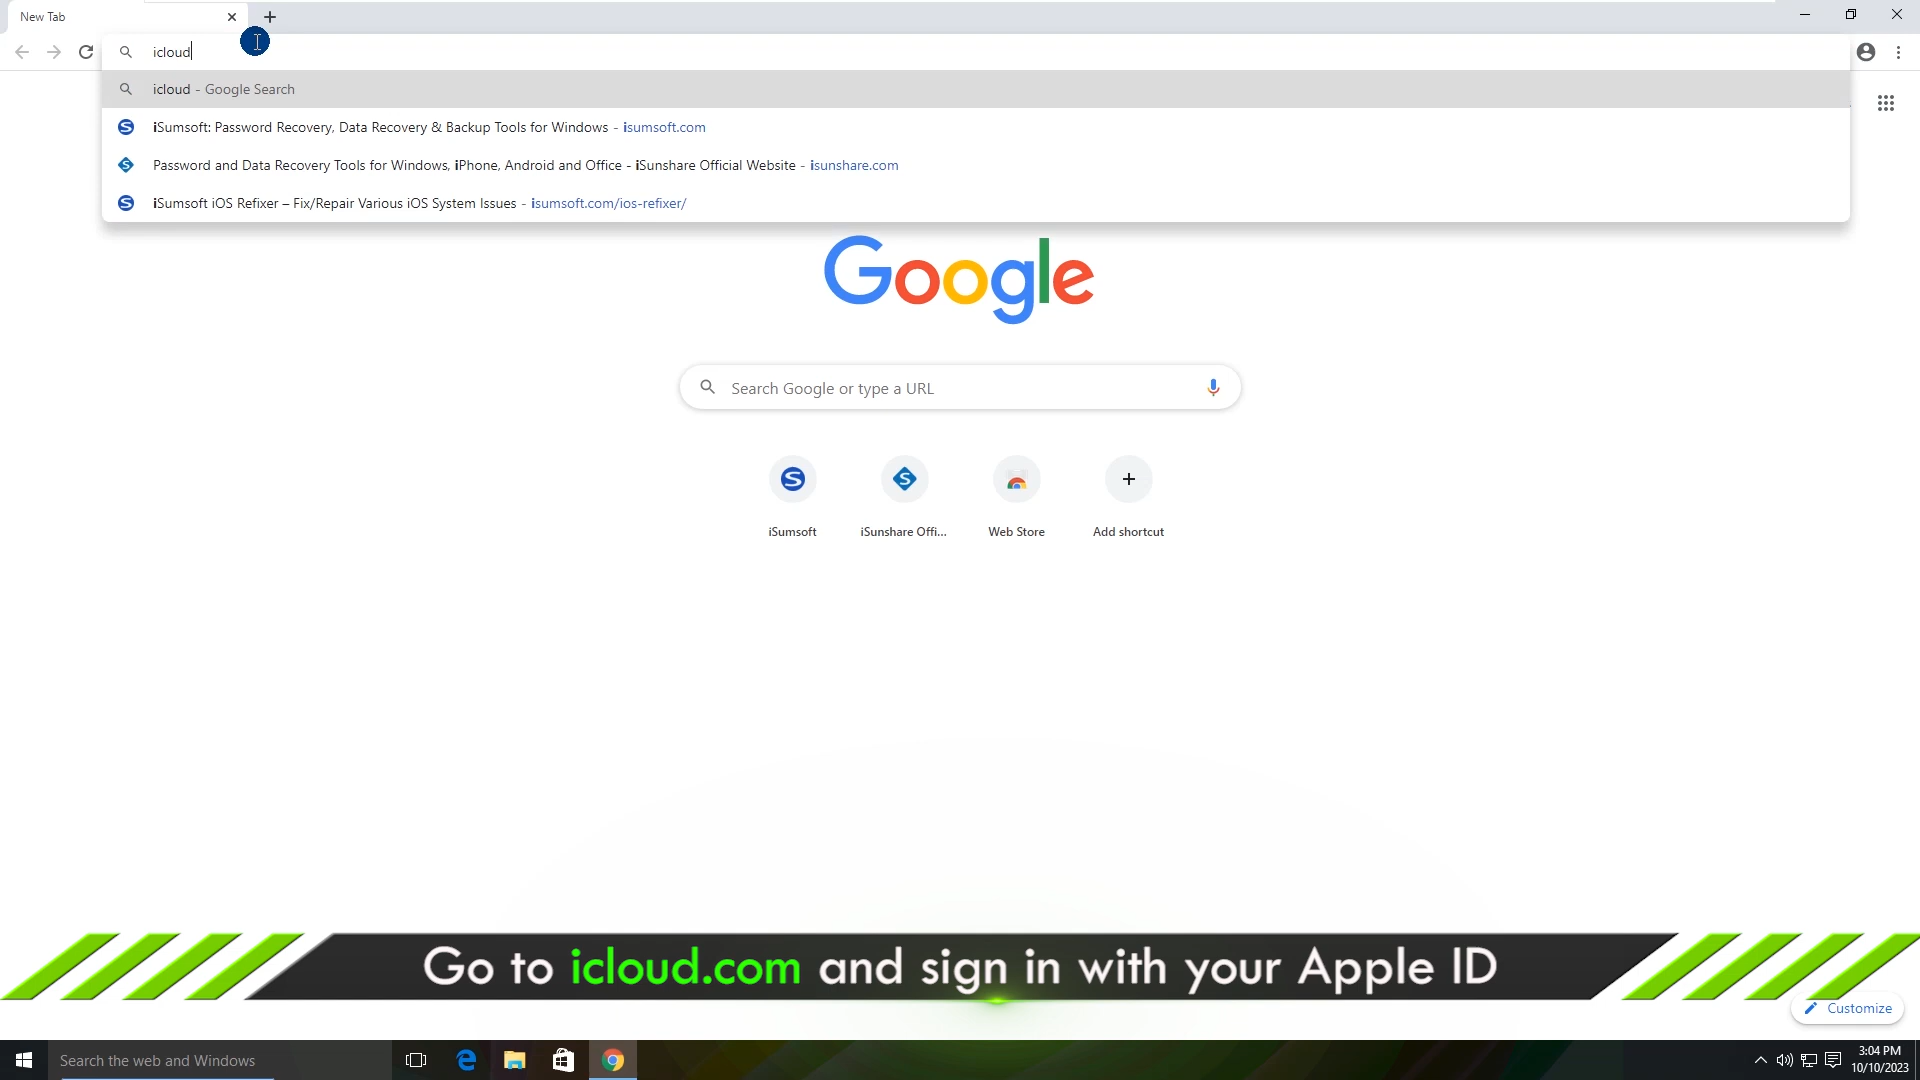 New Tab
icloud
icloud - Google Search
iSumsoft: Password Recovery, Data Recovery & Backup Tools for Windows - isumsoft.com
Password and Data Recovery Tools for Windows, iPhone, Android and Office - iSunshare Official Website - isunshare.com
iSumsoft iOS Refixer – Fix/Repair Various iOS System Issues - isumsoft.com/ios-refixer/
Google
Search Google or type a URL
iSumsoft
iSunshare Offi...
Web Store
Add shortcut
Go to icloud.com and sign in with your Apple ID
Customize
Search the web and Windows
3:04 PM
10/10/2023